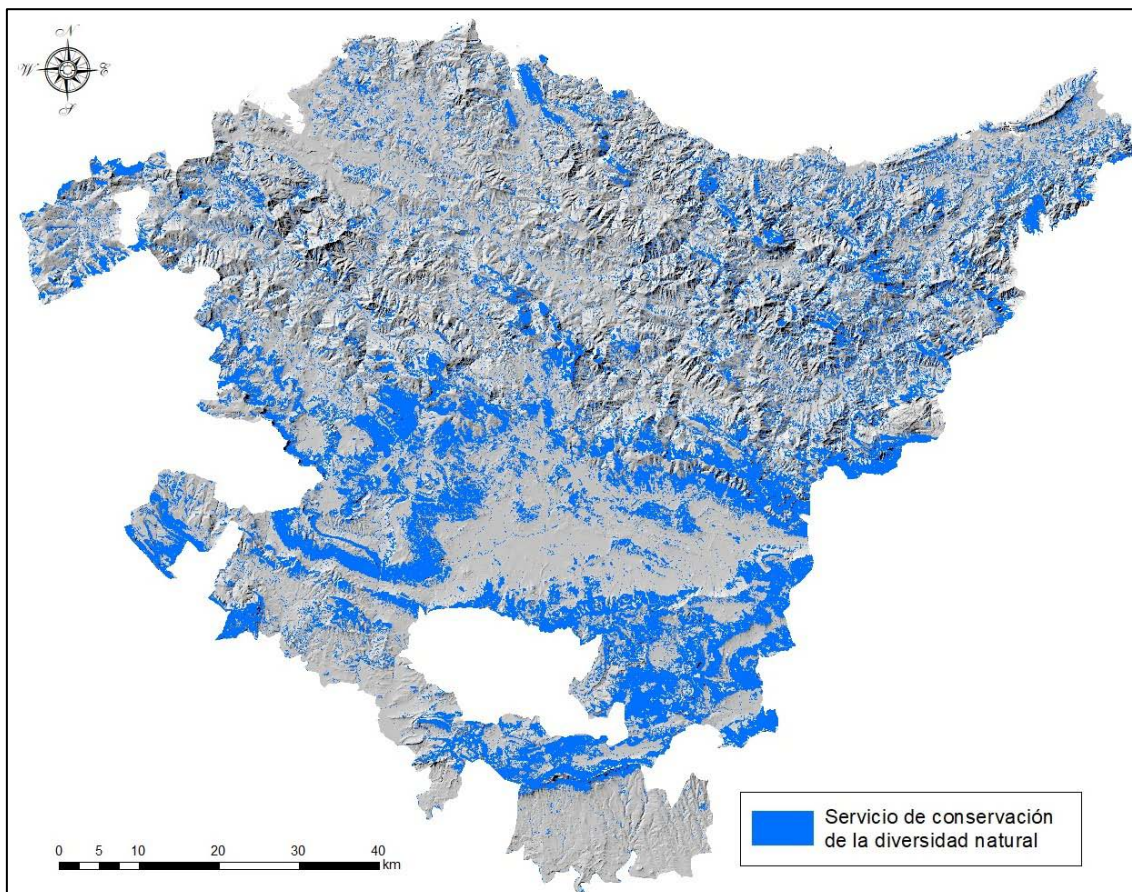 N
W E
S
Servicio de conservación
de la diversidad natural
0 5 10 20 30 40
km